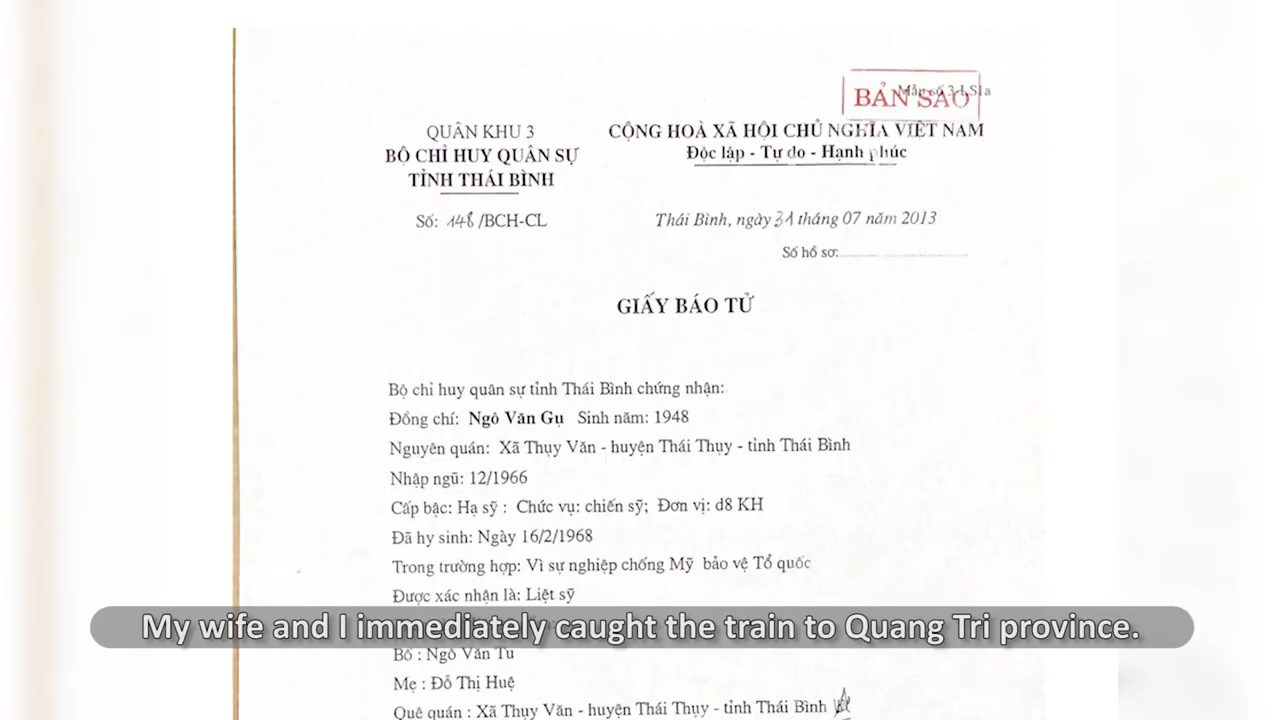 BẢN SAO
Mẫu số 3-LS1a
QUÂN KHU 3
BỘ CHỈ HUY QUÂN SỰ
TỈNH THÁI BÌNH
Số: 148 /BCH-CL
CỘNG HOÀ XÃ HỘI CHỦ NGHĨA VIỆT NAM
Độc lập - Tự do - Hạnh phúc
Thái Bình, ngày 31 tháng 07 năm 2013
Số hồ sơ:
GIẤY BÁO TỬ
Bộ chỉ huy quân sự tỉnh Thái Bình chứng nhận:
Đồng chí: Ngô Văn Gụ Sinh năm: 1948
Nguyên quán: Xã Thụy Văn - huyện Thái Thụy - tỉnh Thái Bình
Nhập ngũ: 12/1966
Cấp bậc: Hạ sỹ : Chức vụ: chiến sỹ; Đơn vị: d8 KH
Đã hy sinh: Ngày 16/2/1968
Trong trường hợp: Vì sự nghiệp chống Mỹ bảo vệ Tổ quốc
Được xác nhận là: Liệt sỹ
My wife and I immediately caught the train to Quang Tri province.
Bố : Ngô Văn Tu
Mẹ : Đỗ Thị Huệ
Quê quán : Xã Thụy Văn - huyện Thái Thụy - tỉnh Thái Bình